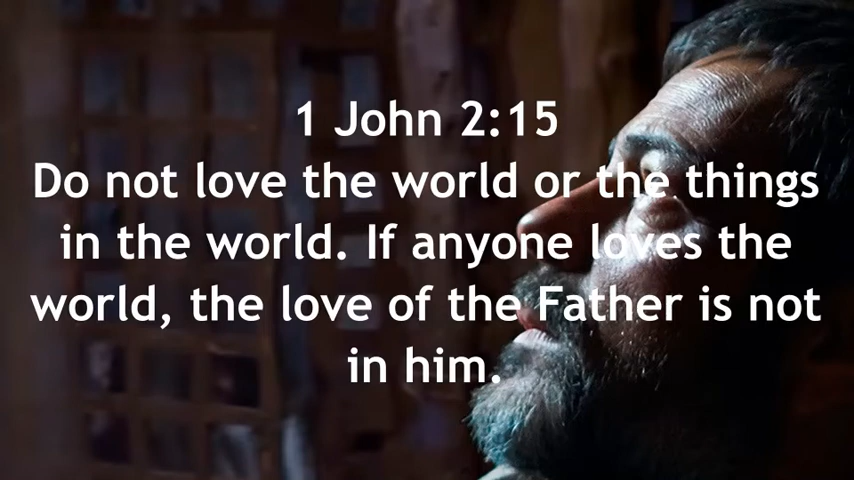 1 John 2:15
Do not love the world or the things
in the world. If anyone loves the
world, the love of the Father is not
in him.